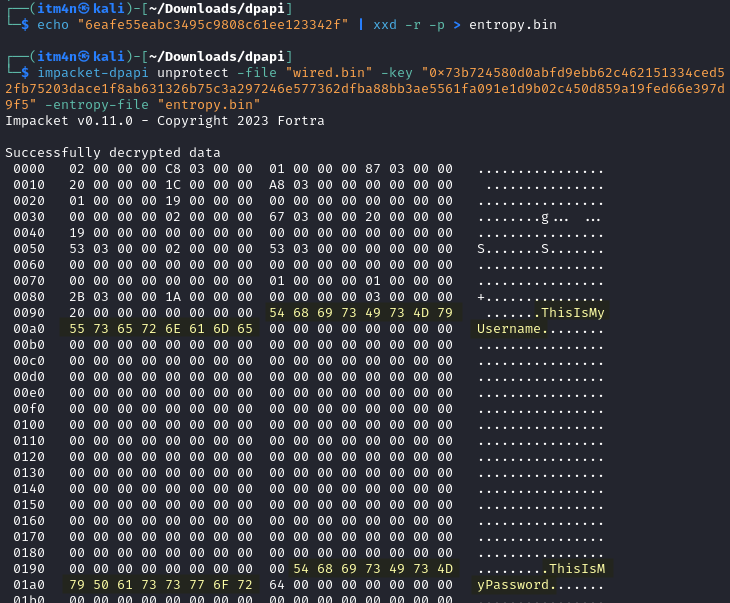 ┌──(itm4n㉿kali)-[~/Downloads/dpapi]
└─$ echo "6eafe55eabc3495c9808c61ee123342f" | xxd -r -p > entropy.bin
┌──(itm4n㉿kali)-[~/Downloads/dpapi]
└─$ impacket-dpapi unprotect -file "wired.bin" -key "0×73b724580d0abfd9ebb62c462151334ced5
2fb75203dace1f8ab631326b75c3a297246e577362dfba88bb3ae5561fa091e1d9b02c450d859a19fed66e397d
9f5" -entropy-file "entropy.bin"
Impacket v0.11.0 - Copyright 2023 Fortra
Successfully decrypted data
0000   02 00 00 00 C8 03 00 00  01 00 00 00 87 03 00 00   ................
0010   20 00 00 00 1C 00 00 00  A8 03 00 00 00 00 00 00    ...............
0020   01 00 00 00 19 00 00 00  00 00 00 00 00 00 00 00   ................
0030   00 00 00 00 02 00 00 00  67 03 00 00 20 00 00 00   ........g... ...
0040   19 00 00 00 00 00 00 00  00 00 00 00 00 00 00 00   ................
0050   53 03 00 00 02 00 00 00  53 03 00 00 00 00 00 00   S.......S.......
0060   00 00 00 00 00 00 00 00  00 00 00 00 00 00 00 00   ................
0070   00 00 00 00 00 00 00 00  01 00 00 00 01 00 00 00   ................
0080   2B 03 00 00 1A 00 00 00  00 00 00 00 03 00 00 00   +...............
0090   20 00 00 00 00 00 00 00  54 68 69 73 49 73 4D 79    .......ThisIsMy
00a0   55 73 65 72 6E 61 6D 65  00 00 00 00 00 00 00 00   Username........
00b0   00 00 00 00 00 00 00 00  00 00 00 00 00 00 00 00   ................
00c0   00 00 00 00 00 00 00 00  00 00 00 00 00 00 00 00   ................
00d0   00 00 00 00 00 00 00 00  00 00 00 00 00 00 00 00   ................
00e0   00 00 00 00 00 00 00 00  00 00 00 00 00 00 00 00   ................
00f0   00 00 00 00 00 00 00 00  00 00 00 00 00 00 00 00   ................
0100   00 00 00 00 00 00 00 00  00 00 00 00 00 00 00 00   ................
0110   00 00 00 00 00 00 00 00  00 00 00 00 00 00 00 00   ................
0120   00 00 00 00 00 00 00 00  00 00 00 00 00 00 00 00   ................
0130   00 00 00 00 00 00 00 00  00 00 00 00 00 00 00 00   ................
0140   00 00 00 00 00 00 00 00  00 00 00 00 00 00 00 00   ................
0150   00 00 00 00 00 00 00 00  00 00 00 00 00 00 00 00   ................
0160   00 00 00 00 00 00 00 00  00 00 00 00 00 00 00 00   ................
0170   00 00 00 00 00 00 00 00  00 00 00 00 00 00 00 00   ................
0180   00 00 00 00 00 00 00 00  00 00 00 00 00 00 00 00   ................
0190   00 00 00 00 00 00 00 00  00 54 68 69 73 49 73 4D   .........ThisIsM
01a0   79 50 61 73 73 77 6F 72  64 00 00 00 00 00 00 00   yPassword.......
01b0   00 00 00 00 00 00 00 00  00 00 00 00 00 00 00 00   ................